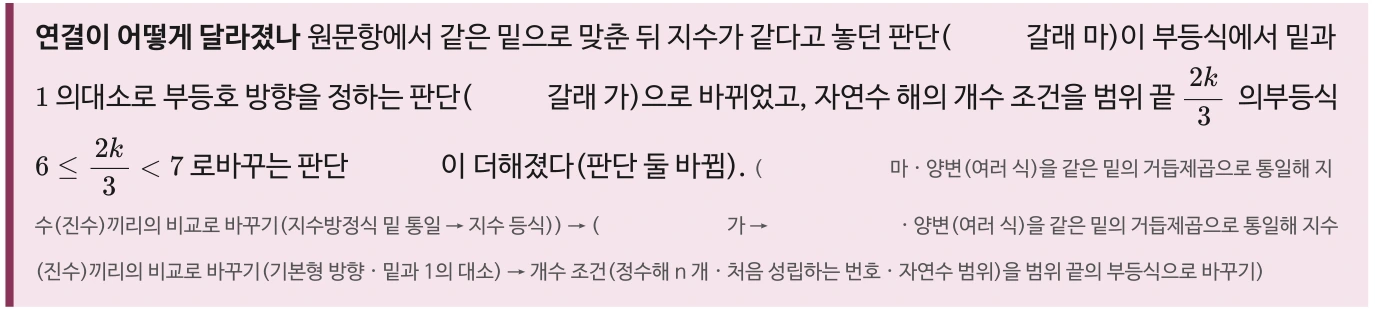 연결이 어떻게 달라졌나 원문항에서 같은 밑으로 맞춘 뒤 지수가 같다고 놓던 판단( 갈래 마)이 부등식에서 밑과
1 의대소로 부등호 방향을 정하는 판단( 갈래 가)으로 바뀌었고, 자연수 해의 개수 조건을 범위 끝 2k/3 의부등식
6 ≤ 2k/3 < 7 로바꾸는 판단 이 더해졌다(판단 둘 바뀜). ( 마 · 양변(여러 식)을 같은 밑의 거듭제곱으로 통일해 지
수(진수)끼리의 비교로 바꾸기(지수방정식 밑 통일 → 지수 등식)) → ( 가 → · 양변(여러 식)을 같은 밑의 거듭제곱으로 통일해 지수
(진수)끼리의 비교로 바꾸기(기본형 방향 · 밑과 1의 대소) → 개수 조건(정수해 n 개 · 처음 성립하는 번호 · 자연수 범위)을 범위 끝의 부등식으로 바꾸기)